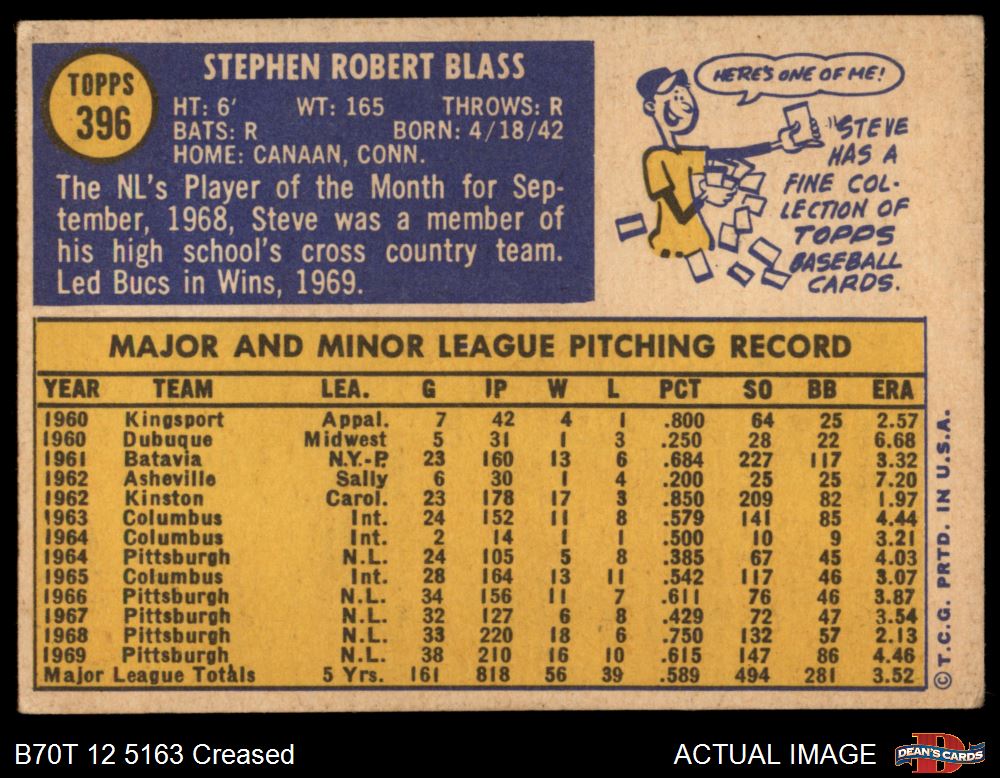 TOPPS
396
STEPHEN ROBERT BLASS
HT: 6' WT: 165 THROWS: R
BATS: R BORN: 4/18/42
HOME: CANAAN, CONN.
The NL's Player of the Month for Sep-
tember, 1968, Steve was a member of
his high school's cross country team.
Led Bucs in Wins, 1969.
HERE'S ONE OF ME!
STEVE
HAS A
FINE COL-
LECTION OF
TOPPS
BASEBALL
CARDS.
MAJOR AND MINOR LEAGUE PITCHING RECORD
YEAR TEAM LEA. G IP W L PCT SO BB ERA
1960 Kingsport Appal. 7 42 4 1 .800 64 25 2.57
1960 Dubuque Midwest 5 31 1 3 .250 28 22 6.68
1961 Batavia N.Y.-P. 23 160 13 6 .684 227 117 3.32
1962 Asheville Sally 6 30 1 4 .200 25 25 7.20
1962 Kinston Carol. 23 178 17 3 .850 209 82 1.97
1963 Columbus Int. 24 152 11 8 .579 141 85 4.44
1964 Columbus Int. 2 14 1 1 .500 10 9 3.21
1964 Pittsburgh N.L. 24 105 5 8 .385 67 45 4.03
1965 Columbus Int. 28 164 13 11 .542 117 46 3.07
1966 Pittsburgh N.L. 34 156 11 7 .611 76 46 3.87
1967 Pittsburgh N.L. 32 127 6 8 .429 72 47 3.54
1968 Pittsburgh N.L. 33 220 18 6 .750 132 57 2.13
1969 Pittsburgh N.L. 38 210 16 10 .615 147 86 4.46
Major League Totals 5 Yrs. 161 818 56 39 .589 494 281 3.52
©T.C.G. PRTD. IN U.S.A.
B70T 12 5163 Creased
ACTUAL IMAGE
DEAN'S CARDS